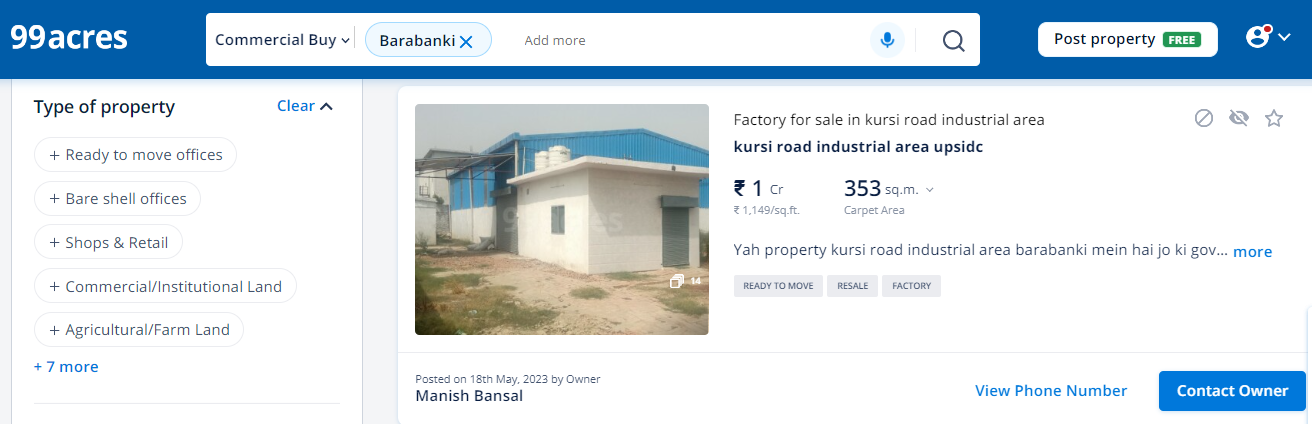 99acres
Commercial Buy
Barabanki
Add more
Post property FREE
Type of property
Clear
+ Ready to move offices
+ Bare shell offices
+ Shops & Retail
+ Commercial/Institutional Land
+ Agricultural/Farm Land
+ 7 more
99acres
14
Factory for sale in kursi road industrial area
kursi road industrial area upsidc
₹ 1 Cr 353 sq.m.
₹ 1,149/sq.ft. Carpet Area
Yah property kursi road industrial area barabanki mein hai jo ki gov... more
READY TO MOVE RESALE FACTORY
Posted on 18th May, 2023 by Owner
Manish Bansal
View Phone Number
Contact Owner